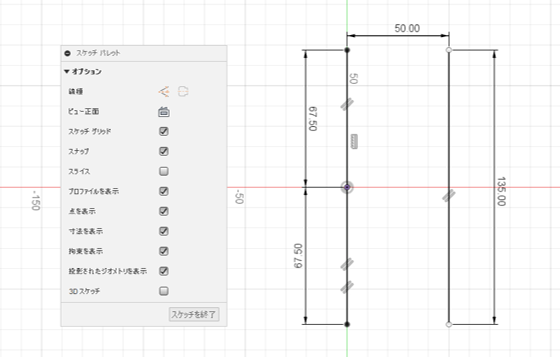 スケッチ パレット
オプション
線種
ビュー正面
スケッチ グリッド
スナップ
スライス
プロファイルを表示
点を表示
寸法を表示
拘束を表示
投影されたジオメトリを表示
3D スケッチ
スケッチを終了
50.00
50
67.50
67.50
135.00
-50
-150